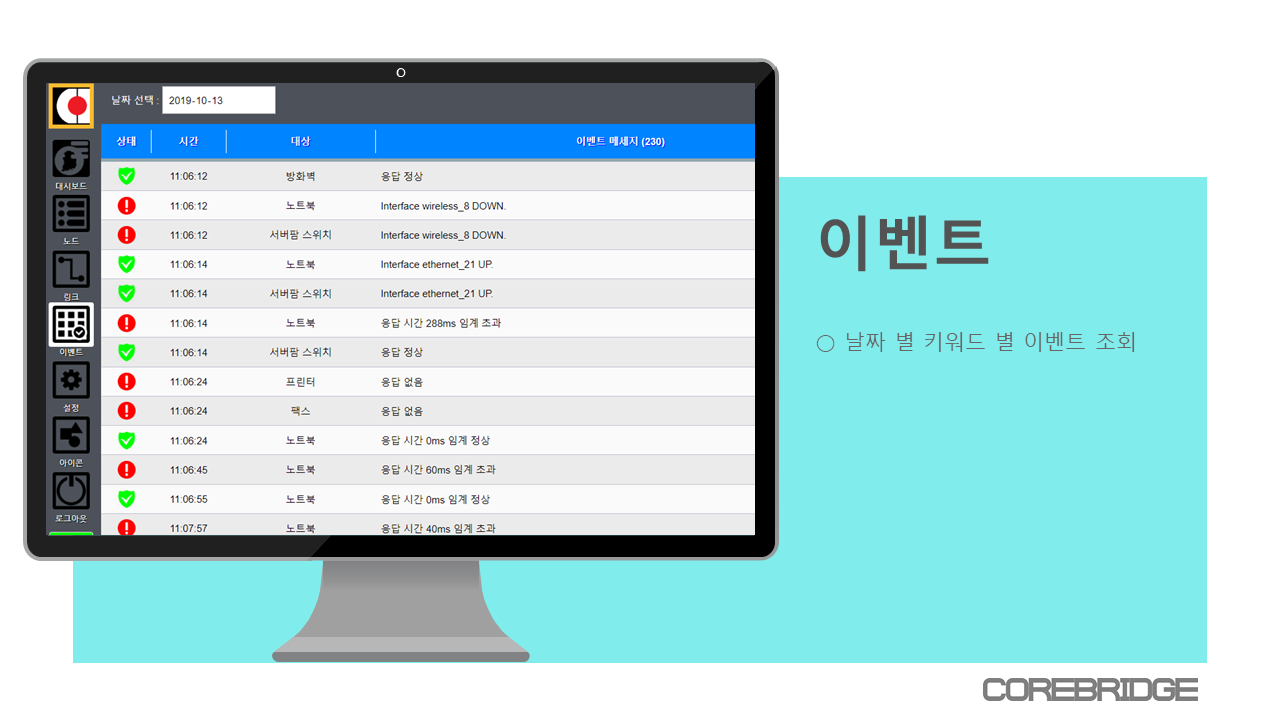 날짜 선택 : 2019-10-13
상태 시간 대상 이벤트 메세지 (230)
11:06:12 방화벽 응답 정상
11:06:12 노트북 Interface wireless_8 DOWN.
11:06:12 서버팜 스위치 Interface wireless_8 DOWN.
11:06:14 노트북 Interface ethernet_21 UP.
11:06:14 서버팜 스위치 Interface ethernet_21 UP.
11:06:14 노트북 응답 시간 288ms 임계 초과
11:06:14 서버팜 스위치 응답 정상
11:06:24 프린터 응답 없음
11:06:24 팩스 응답 없음
11:06:24 노트북 응답 시간 0ms 임계 정상
11:06:45 노트북 응답 시간 60ms 임계 초과
11:06:55 노트북 응답 시간 0ms 임계 정상
11:07:57 노트북 응답 시간 40ms 임계 초과
대시보드
노드
링크
이벤트
설정
아이콘
로그아웃
이벤트
○ 날짜 별 키워드 별 이벤트 조회
COREBRIDGE